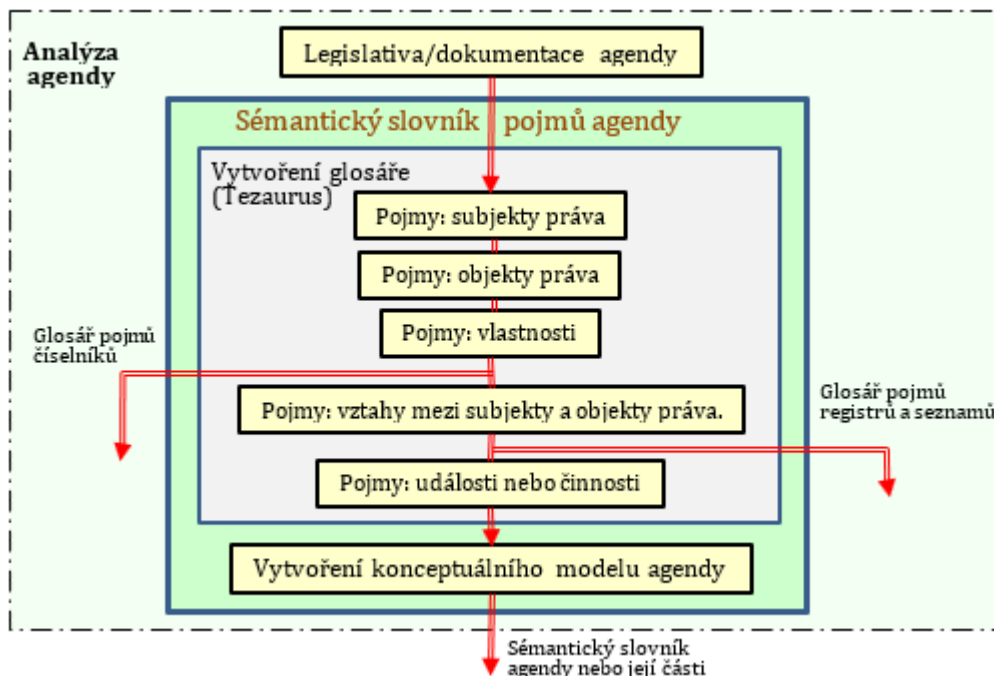 Analýza
agendy
Legislativa/dokumentace agendy
Sémantický slovník pojmů agendy
Vytvoření glosáře
(Tezaurus)
Pojmy: subjekty práva
Pojmy: objekty práva
Pojmy: vlastnosti
Glosář pojmů
číselníků
Pojmy: vztahy mezi subjekty a objekty práva.
Glosář pojmů
registrů a seznamů
Pojmy: události nebo činnosti
Vytvoření konceptuálního modelu agendy
Sémantický slovník
agendy nebo její části